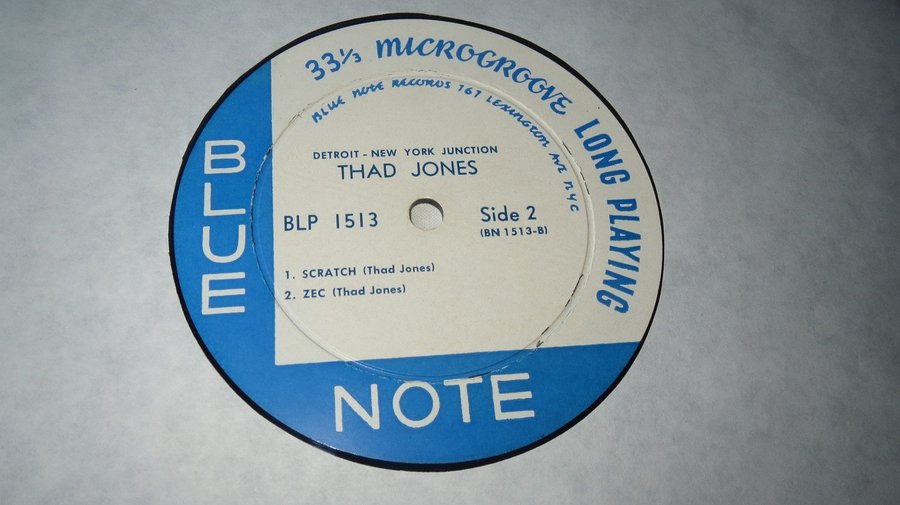 33⅓ MICROGROOVE LONG PLAYING
BLUE NOTE RECORDS 767 LEXINGTON AVE NYC
DETROIT - NEW YORK JUNCTION
THAD JONES
BLP 1513
Side 2
(BN 1513-B)
1. SCRATCH (Thad Jones)
2. ZEC (Thad Jones)
BLUE
NOTE